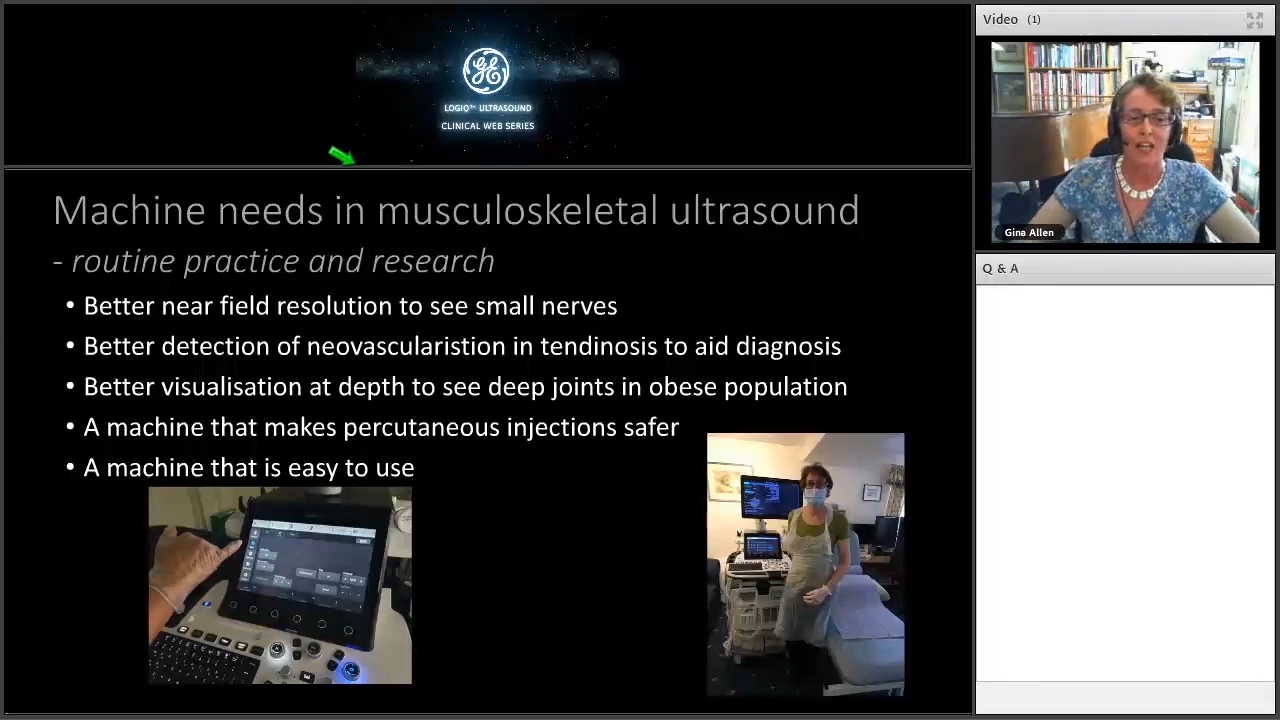 LOGIQ™ ULTRASOUND
CLINICAL WEB SERIES
Machine needs in musculoskeletal ultrasound
- routine practice and research
• Better near field resolution to see small nerves
• Better detection of neovascularistion in tendinosis to aid diagnosis
• Better visualisation at depth to see deep joints in obese population
• A machine that makes percutaneous injections safer
• A machine that is easy to use
Video (1)
Gina Allen
Q & A